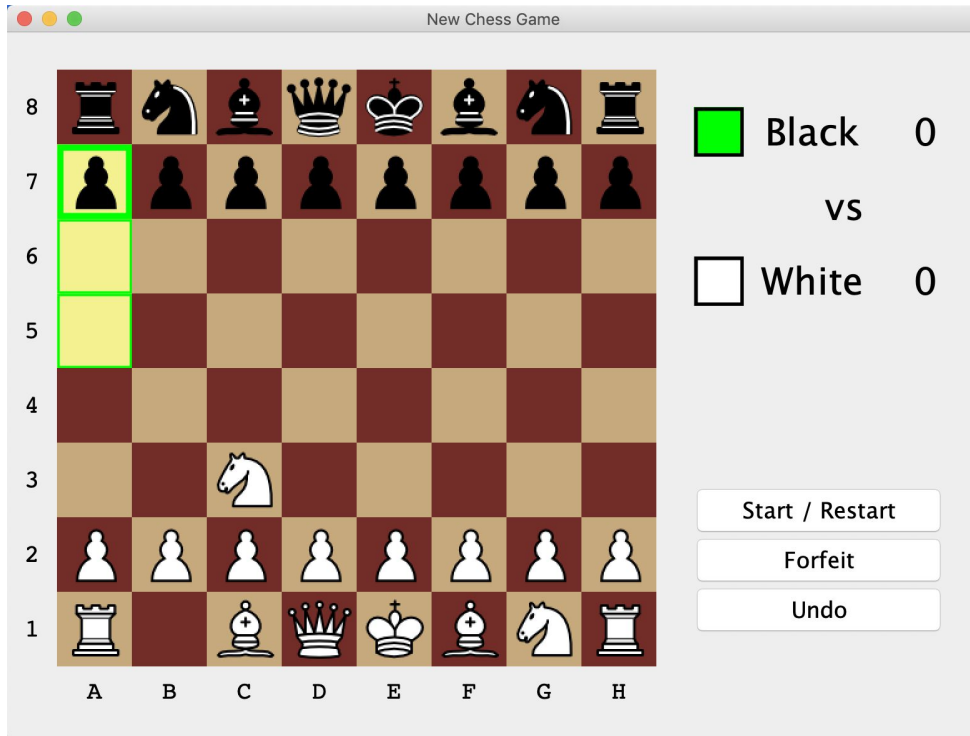 New Chess Game
8
7
6
5
4
3
2
1
A B C D E F G H
Black 0
vs
White 0
Start / Restart
Forfeit
Undo